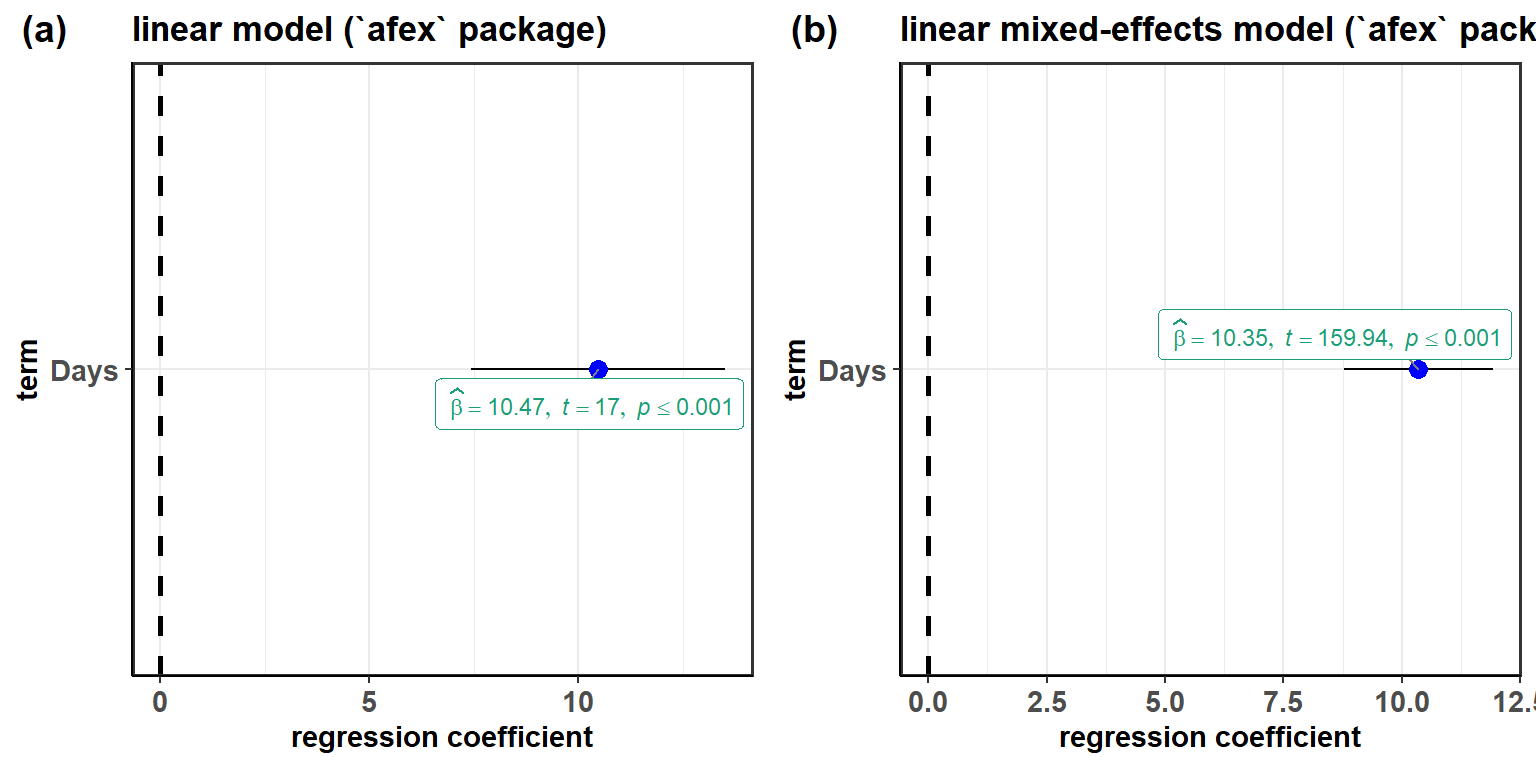 (a) linear model (`afex` package)
term
Days
β̂ = 10.47, t = 17, p ≤ 0.001
0 5 10
regression coefficient
(b) linear mixed-effects model (`afex` pack
term
Days
β̂ = 10.35, t = 159.94, p ≤ 0.001
0.0 2.5 5.0 7.5 10.0 12.5
regression coefficient